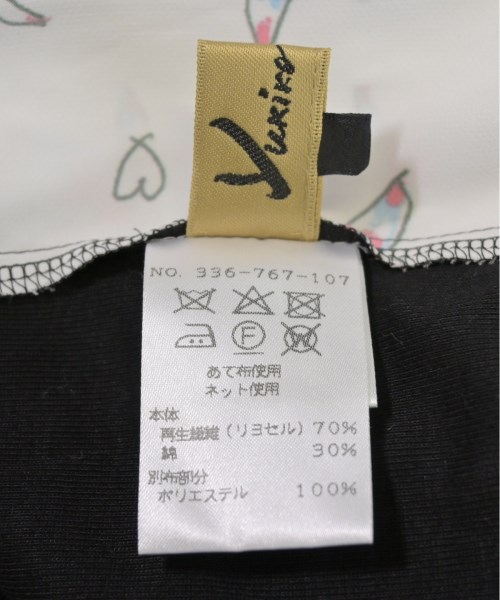 Yukiko
NO. 336-767-107
F
W
あて布使用
ネット使用
本体
再生繊維(リヨセル) 70%
綿 30%
別布部分
ポリエステル 100%